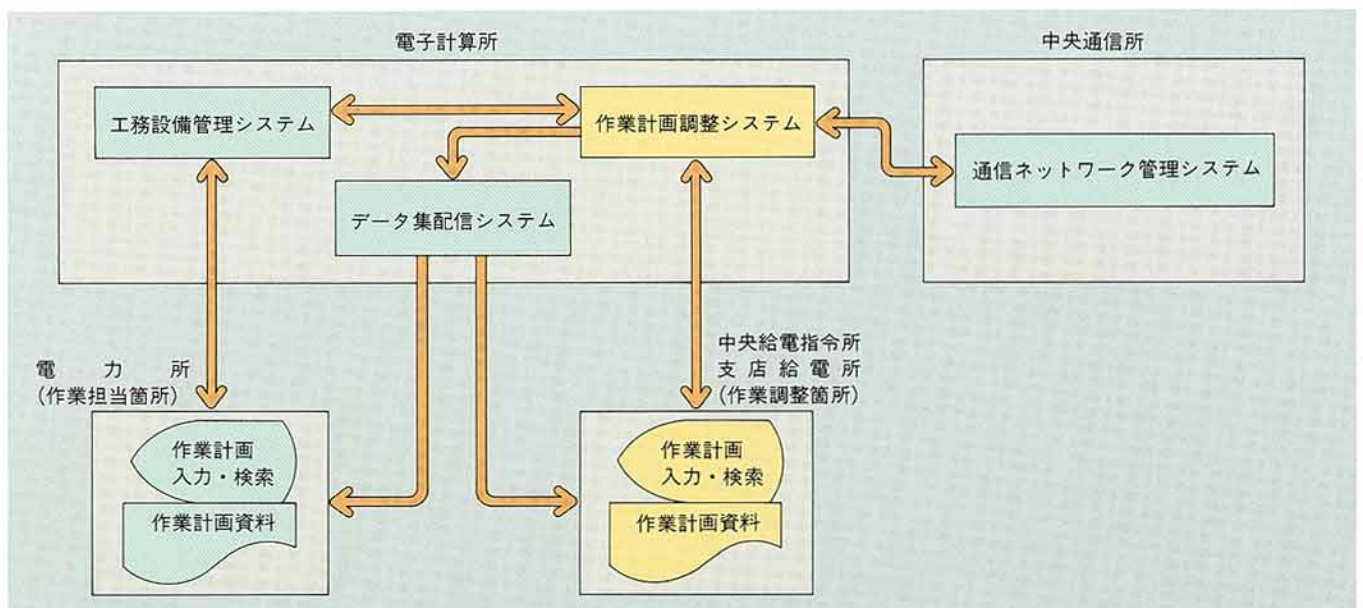 電子計算所
中央通信所
工務設備管理システム
作業計画調整システム
通信ネットワーク管理システム
データ集配信システム
電力所
(作業担当箇所)
中央給電指令所
支店給電所
(作業調整箇所)
作業計画
入力・検索
作業計画資料
作業計画
入力・検索
作業計画資料